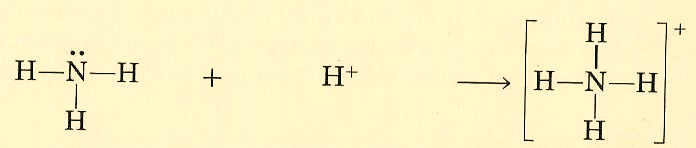 H
H—N̈—H + H⁺ ⟶ [H—N—H]⁺
H H